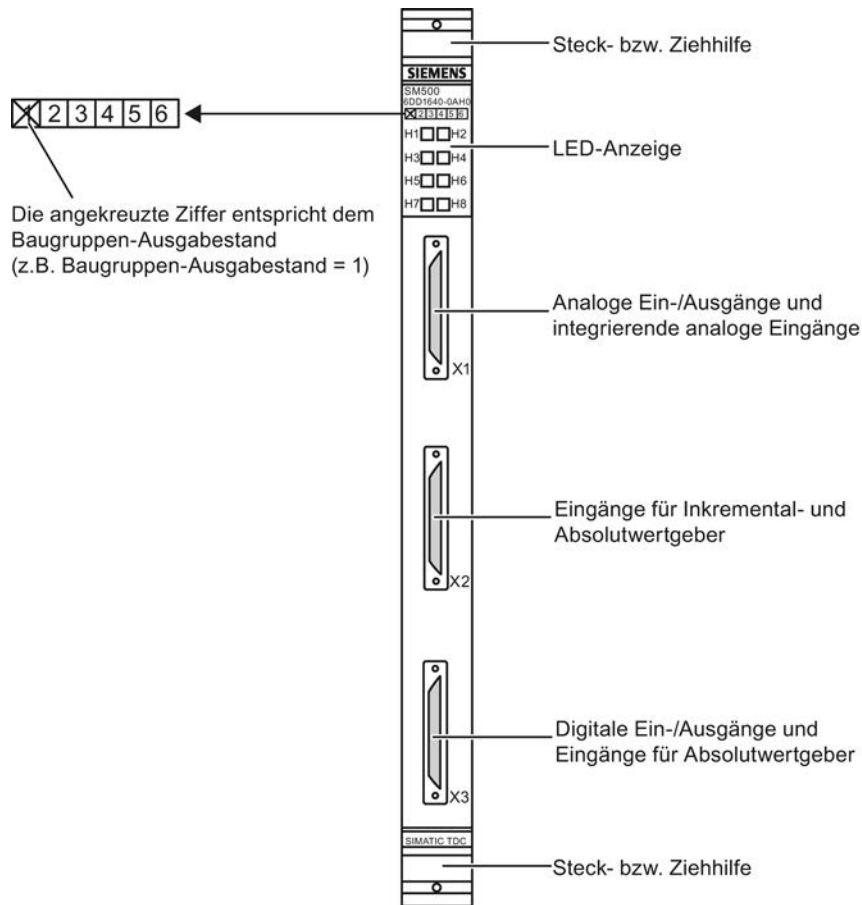 Steck- bzw. Ziehhilfe
SIEMENS
SM500
6DD1640-0AH0
1 2 3 4 5 6
2 3 4 5 6
H1 H2
H3 H4
H5 H6
H7 H8
LED-Anzeige
Die angekreuzte Ziffer entspricht dem
Baugruppen-Ausgabestand
(z.B. Baugruppen-Ausgabestand = 1)
Analoge Ein-/Ausgänge und
integrierende analoge Eingänge
X1
Eingänge für Inkremental- und
Absolutwertgeber
X2
Digitale Ein-/Ausgänge und
Eingänge für Absolutwertgeber
X3
SIMATIC TDC
Steck- bzw. Ziehhilfe